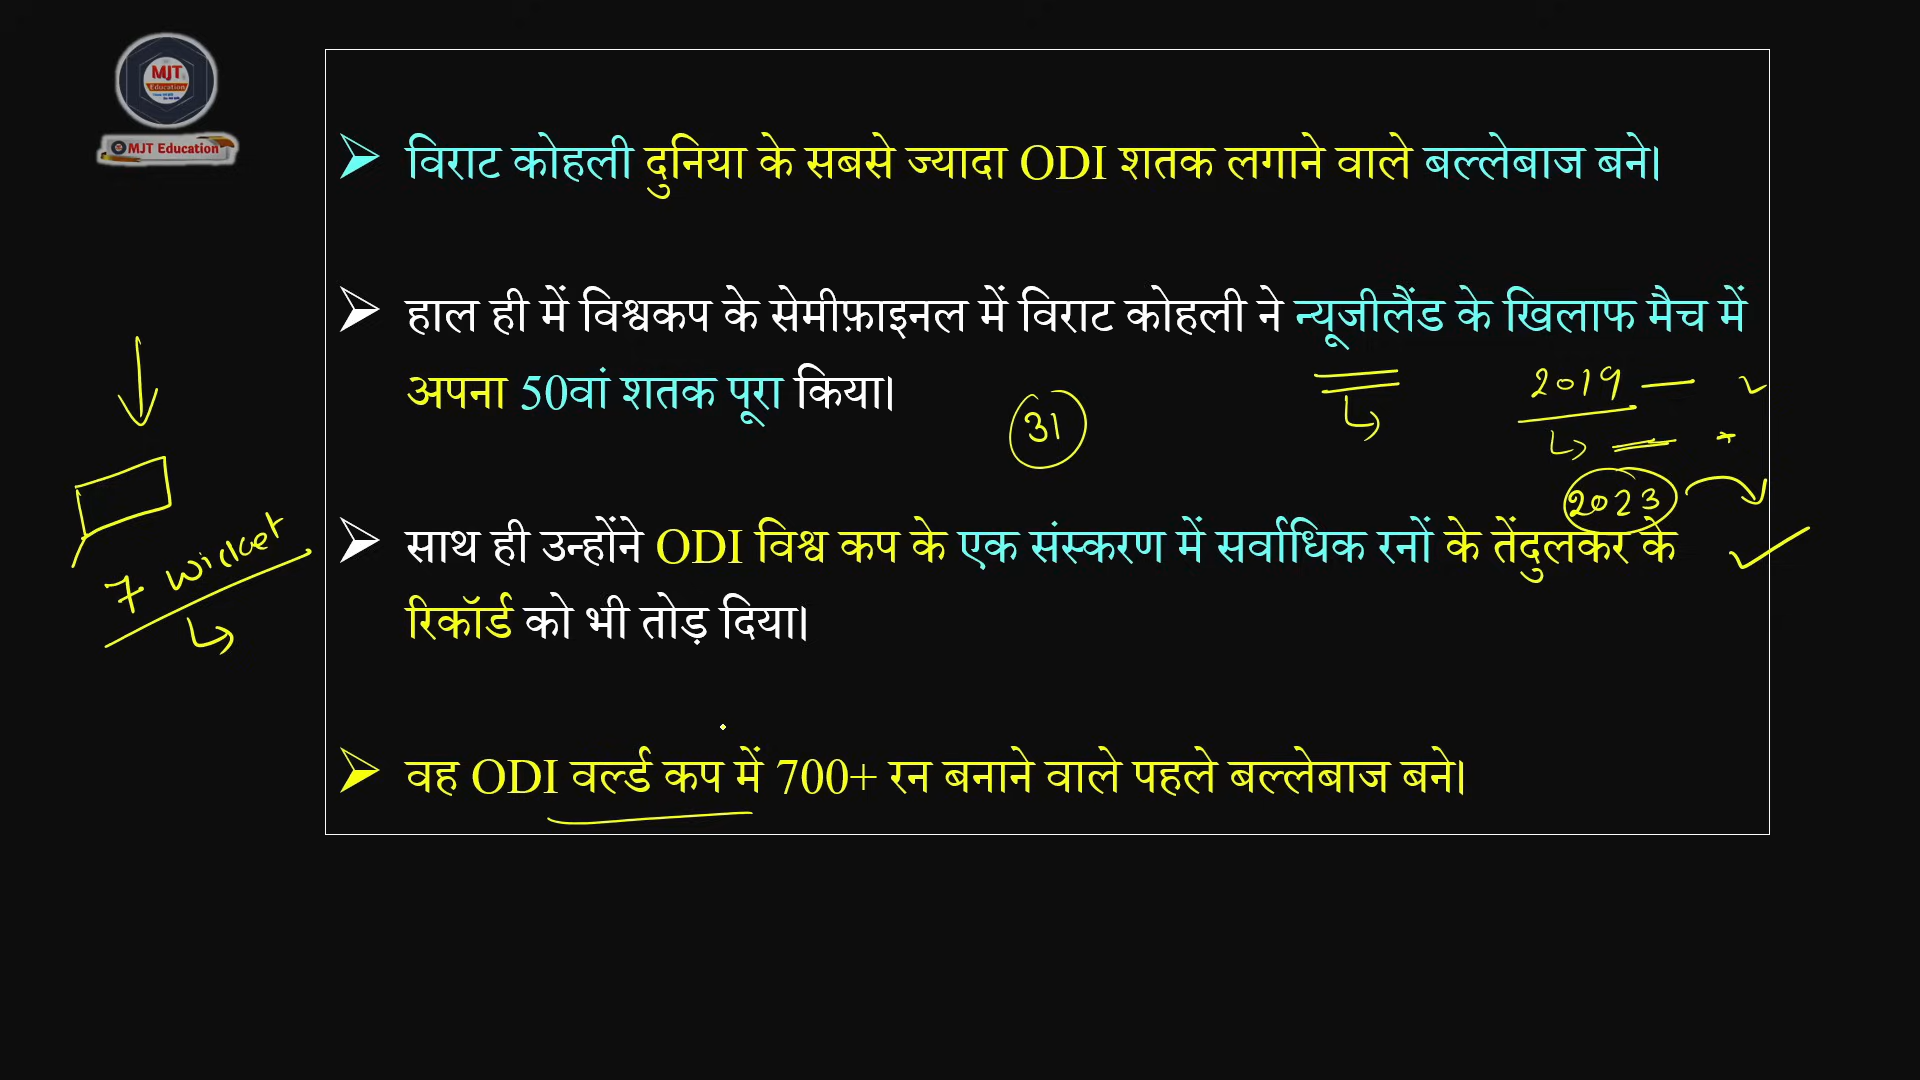 MJT
Education
MJT Education
विराट कोहली दुनिया के सबसे ज्यादा ODI शतक लगाने वाले बल्लेबाज बने।
हाल ही में विश्वकप के सेमीफ़ाइनल में विराट कोहली ने न्यूजीलैंड के खिलाफ मैच में
अपना 50वां शतक पूरा किया।
2019
31
2023
साथ ही उन्होंने ODI विश्व कप के एक संस्करण में सर्वाधिक रनों के तेंदुलकर के
7 wicket
रिकॉर्ड को भी तोड़ दिया।
वह ODI वर्ल्ड कप में 700+ रन बनाने वाले पहले बल्लेबाज बने।